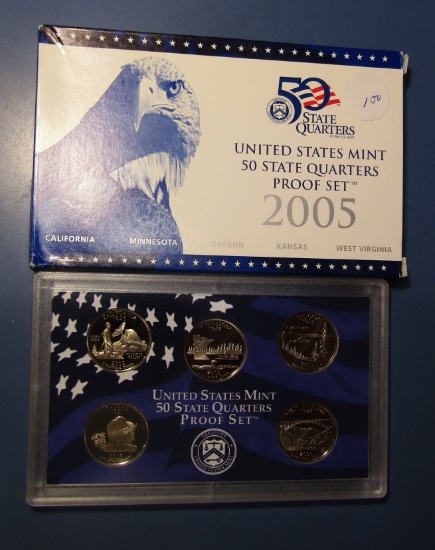 50
STATE
QUARTERS
UNITED STATES MINT
50 STATE QUARTERS
PROOF SET™
2005
CALIFORNIA MINNESOTA OREGON KANSAS WEST VIRGINIA
UNITED STATES MINT
50 STATE QUARTERS
PROOF SET™